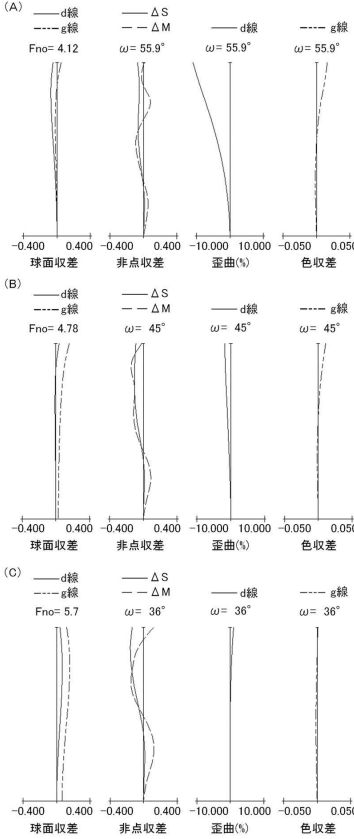 (A)
d線 ΔS
g線 ΔM d線 g線
Fno= 4.12 ω= 55.9° ω= 55.9° ω= 55.9°
-0.400 0.400 -0.400 0.400 -10.000 10.000 -0.050 0.050
球面収差 非点収差 歪曲(%) 色収差
(B)
d線 ΔS
g線 ΔM d線 g線
Fno= 4.78 ω= 45° ω= 45° ω= 45°
-0.400 0.400 -0.400 0.400 -10.000 10.000 -0.050 0.050
球面収差 非点収差 歪曲(%) 色収差
(C)
d線 ΔS
g線 ΔM d線 g線
Fno= 5.7 ω= 36° ω= 36° ω= 36°
-0.400 0.400 -0.400 0.400 -10.000 10.000 -0.050 0.050
球面収差 非点収差 歪曲(%) 色収差